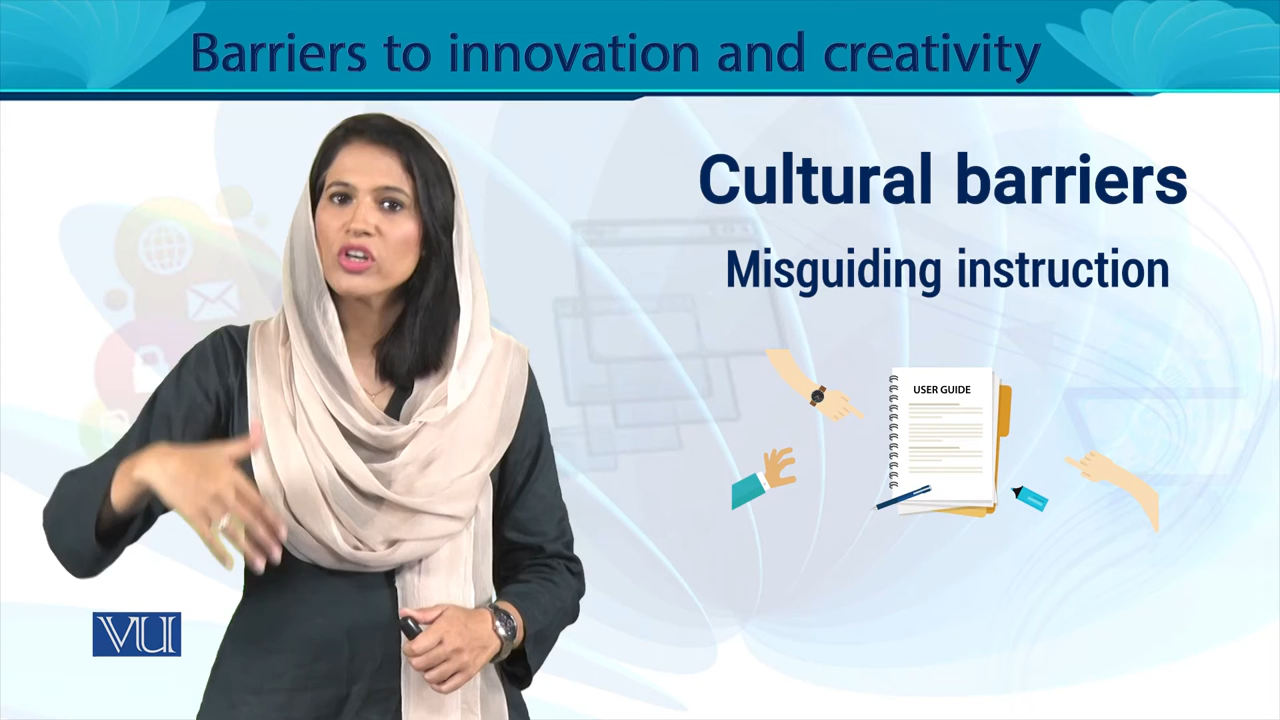 Barriers to innovation and creativity
Cultural barriers
Misguiding instruction
USER GUIDE
VU